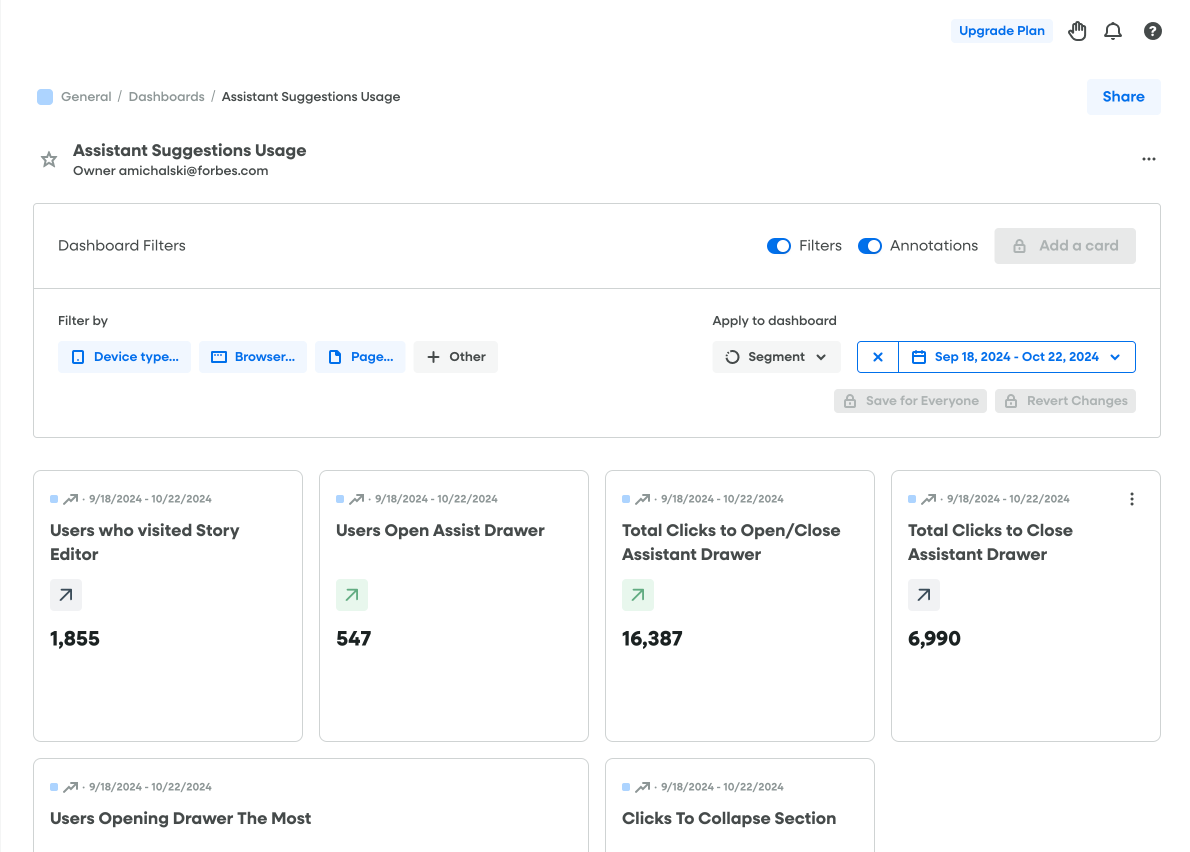 Upgrade Plan
General / Dashboards / Assistant Suggestions Usage
Share
Assistant Suggestions Usage
Owner amichalski@forbes.com
Dashboard Filters
Filters
Annotations
Add a card
Filter by
Apply to dashboard
Device type...
Browser...
Page...
Other
Segment
Sep 18, 2024 - Oct 22, 2024
Save for Everyone
Revert Changes
· 9/18/2024 - 10/22/2024
Users who visited Story
Editor
1,855
· 9/18/2024 - 10/22/2024
Users Open Assist Drawer
547
· 9/18/2024 - 10/22/2024
Total Clicks to Open/Close
Assistant Drawer
16,387
· 9/18/2024 - 10/22/2024
Total Clicks to Close
Assistant Drawer
6,990
· 9/18/2024 - 10/22/2024
Users Opening Drawer The Most
· 9/18/2024 - 10/22/2024
Clicks To Collapse Section